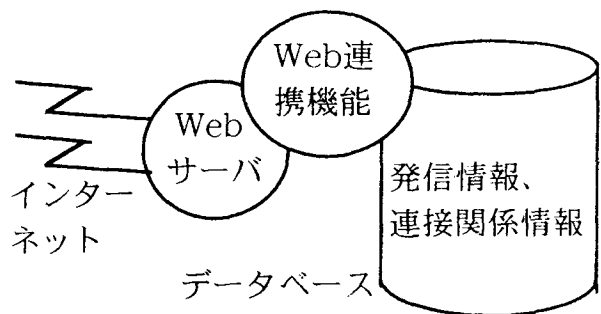 Web連
携機能
Web
サーバ
インター
ネット
発信情報、
連接関係情報
データベース